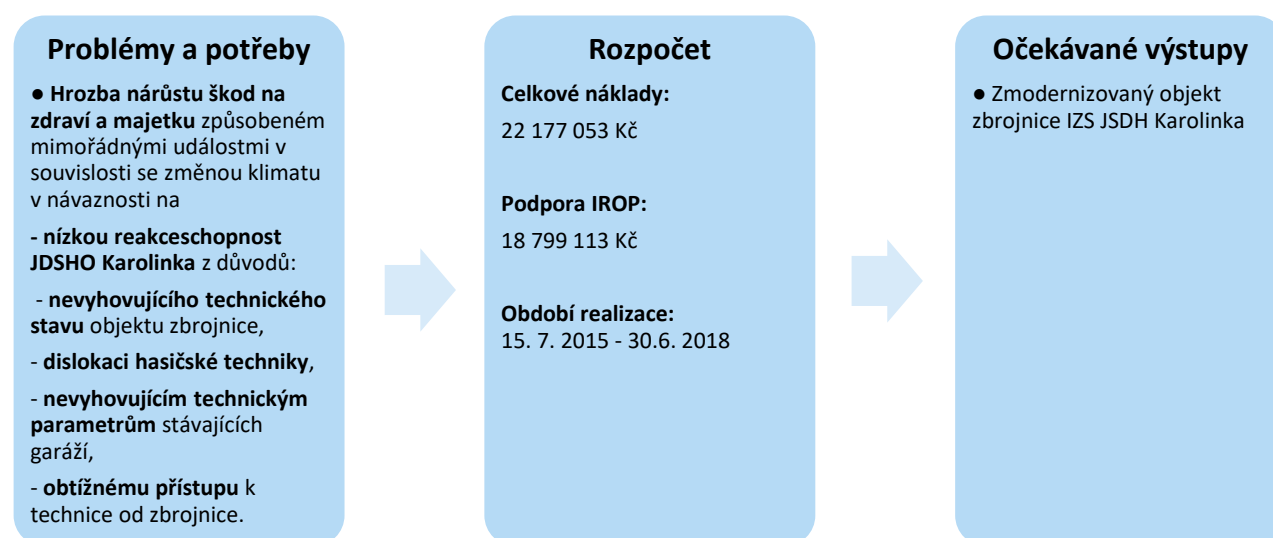 Problémy a potřeby
● Hrozba nárůstu škod na
zdraví a majetku způsobeném
mimořádnými událostmi v
souvislosti se změnou klimatu
v návaznosti na
- nízkou reakceschopnost
JDSHO Karolinka z důvodů:
- nevyhovujícího technického
stavu objektu zbrojnice,
- dislokaci hasičské techniky,
- nevyhovujícím technickým
parametrům stávajících
garáží,
- obtížnému přístupu k
technice od zbrojnice.
Rozpočet
Celkové náklady:
22 177 053 Kč
Podpora IROP:
18 799 113 Kč
Období realizace:
15. 7. 2015 - 30.6. 2018
Očekávané výstupy
● Zmodernizovaný objekt
zbrojnice IZS JSDH Karolinka